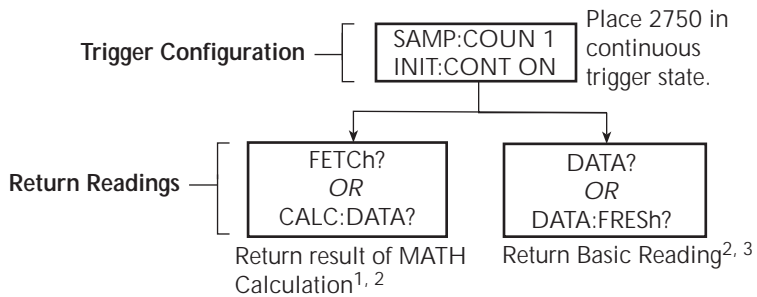 Trigger Configuration
SAMP:COUN 1
INIT:CONT ON
Place 2750 in
continuous
trigger state.
Return Readings
FETCh?
OR
CALC:DATA?
Return result of MATH
Calculation1, 2
DATA?
OR
DATA:FRESh?
Return Basic Reading2, 3